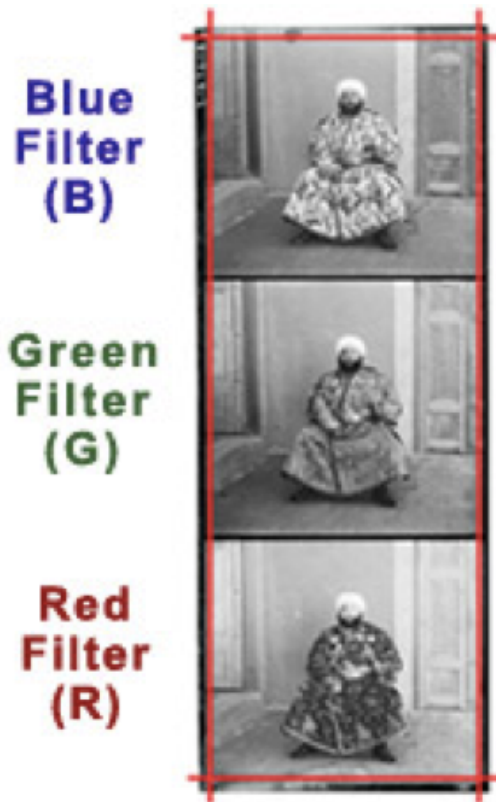 Blue
Filter
(B)
Green
Filter
(G)
Red
Filter
(R)